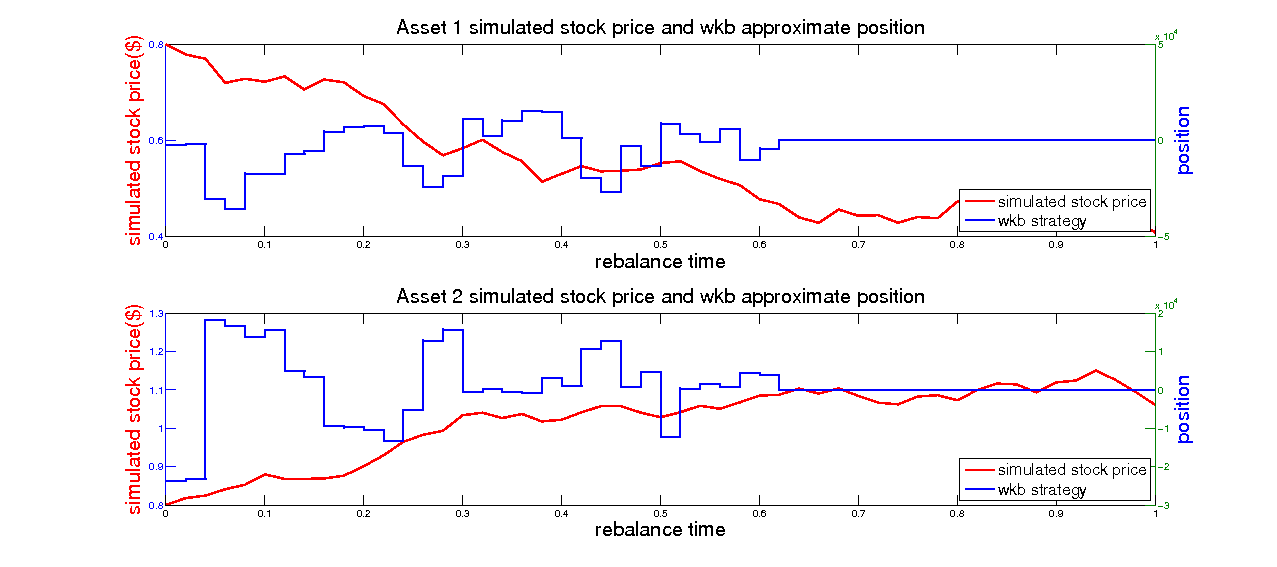 Asset 1 simulated stock price and wkb approximate position
x 10^4
simulated stock price($)
0.8
0.6
0.4
5
0
-5
position
simulated stock price
wkb strategy
0 0.1 0.2 0.3 0.4 0.5 0.6 0.7 0.8 0.9 1
rebalance time
Asset 2 simulated stock price and wkb approximate position
x 10^4
simulated stock price($)
1.3
1.2
1.1
1
0.9
0.8
2
1
0
-1
-2
-3
position
simulated stock price
wkb strategy
0 0.1 0.2 0.3 0.4 0.5 0.6 0.7 0.8 0.9 1
rebalance time